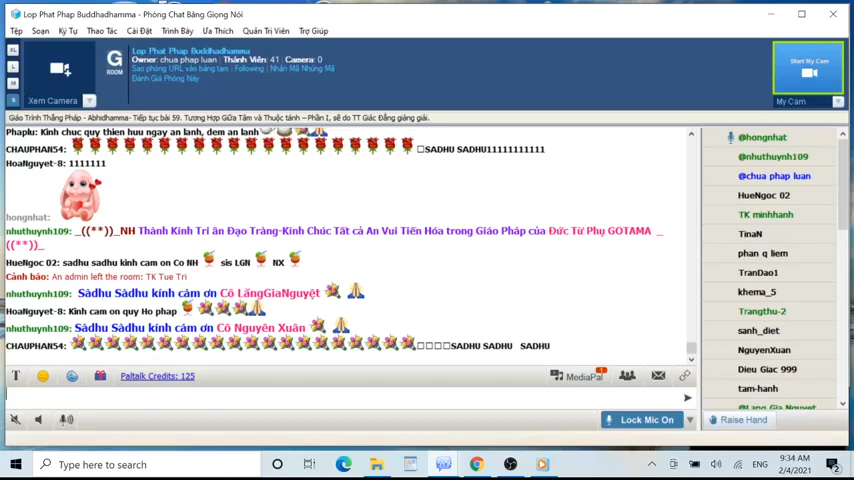 Lop Phat Phap Buddhadhamma - Phòng Chat Bằng Giọng Nói
Tệp Soạn Ký Tự Thao Tác Cài Đặt Trình Bày Ưa Thích Quản Trị Viên Trợ Giúp
XL
L
M
S
Xem Camera
G
ROOM
Lop Phat Phap Buddhadhamma
Owner: chua phap luan | Thành Viên: 41 | Camera: 0
Sao phỏng URL vào bảng tạm | Following | Nhận Mã Nhúng Mã
Đánh Giá Phòng Này
Start My Cam
My Cam
Giáo Trình Thắng Pháp - Abhidhamma- Tiếp tục bài 59. Tương Hợp Giữa Tâm và Thuộc tánh – Phần I, sẽ do TT Giác Đẳng giảng giải.
Phaplu: Kinh chuc quy thien huu ngay an lanh, dem an lanh
CHAUPHAN54: SADHU SADHU1111111111
HoaNguyet-8: 1111111
hongnhat:
nhuthuynh109: _((**))_NH Thành Kính Tri ân Đạo Tràng-Kính Chúc Tất cả An Vui Tiến Hóa trong Giáo Pháp của Đức Từ Phụ GOTAMA _
((**))_
HueNgoc 02: sadhu sadhu kinh cam on Co NH sis LGN NX
Cảnh báo: An admin left the room: TK Tue Tri
nhuthuynh109: Sàdhu Sàdhu kính cám ơn Cô LăngGiaNguyệt
HoaNguyet-8: Kinh cam on quy Ho phap
nhuthuynh109: Sàdhu Sàdhu kính cám ơn Cô Nguyên Xuân
CHAUPHAN54: SADHU SADHU SADHU
T
Paltalk Credits: 125
MediaPal
1
Lock Mic On
Raise Hand
@hongnhat
@nhuthuynh109
@chua phap luan
HueNgoc 02
TK minhhanh
TinaN
phan q liem
TranDao1
khema_5
Trangthu-2
sanh_diet
NguyenXuan
Dieu Giac 999
tam-hanh
@Lang Gia Nguyet
Type here to search
ENG
9:34 AM
2/4/2021
2